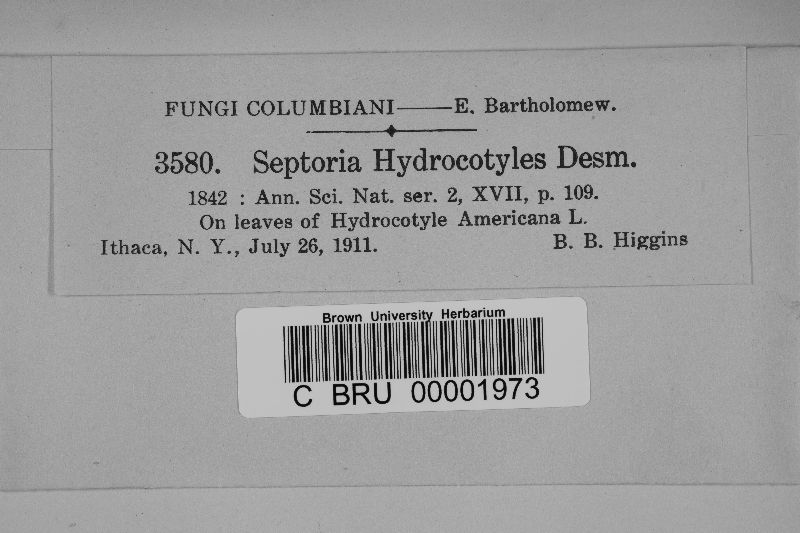 FUNGI COLUMBIANI——E. Bartholomew.
3580. Septoria Hydrocotyles Desm.
1842 : Ann. Sci. Nat. ser. 2, XVII, p. 109.
On leaves of Hydrocotyle Americana L.
Ithaca, N. Y., July 26, 1911. B. B. Higgins
Brown University Herbarium
C BRU 00001973